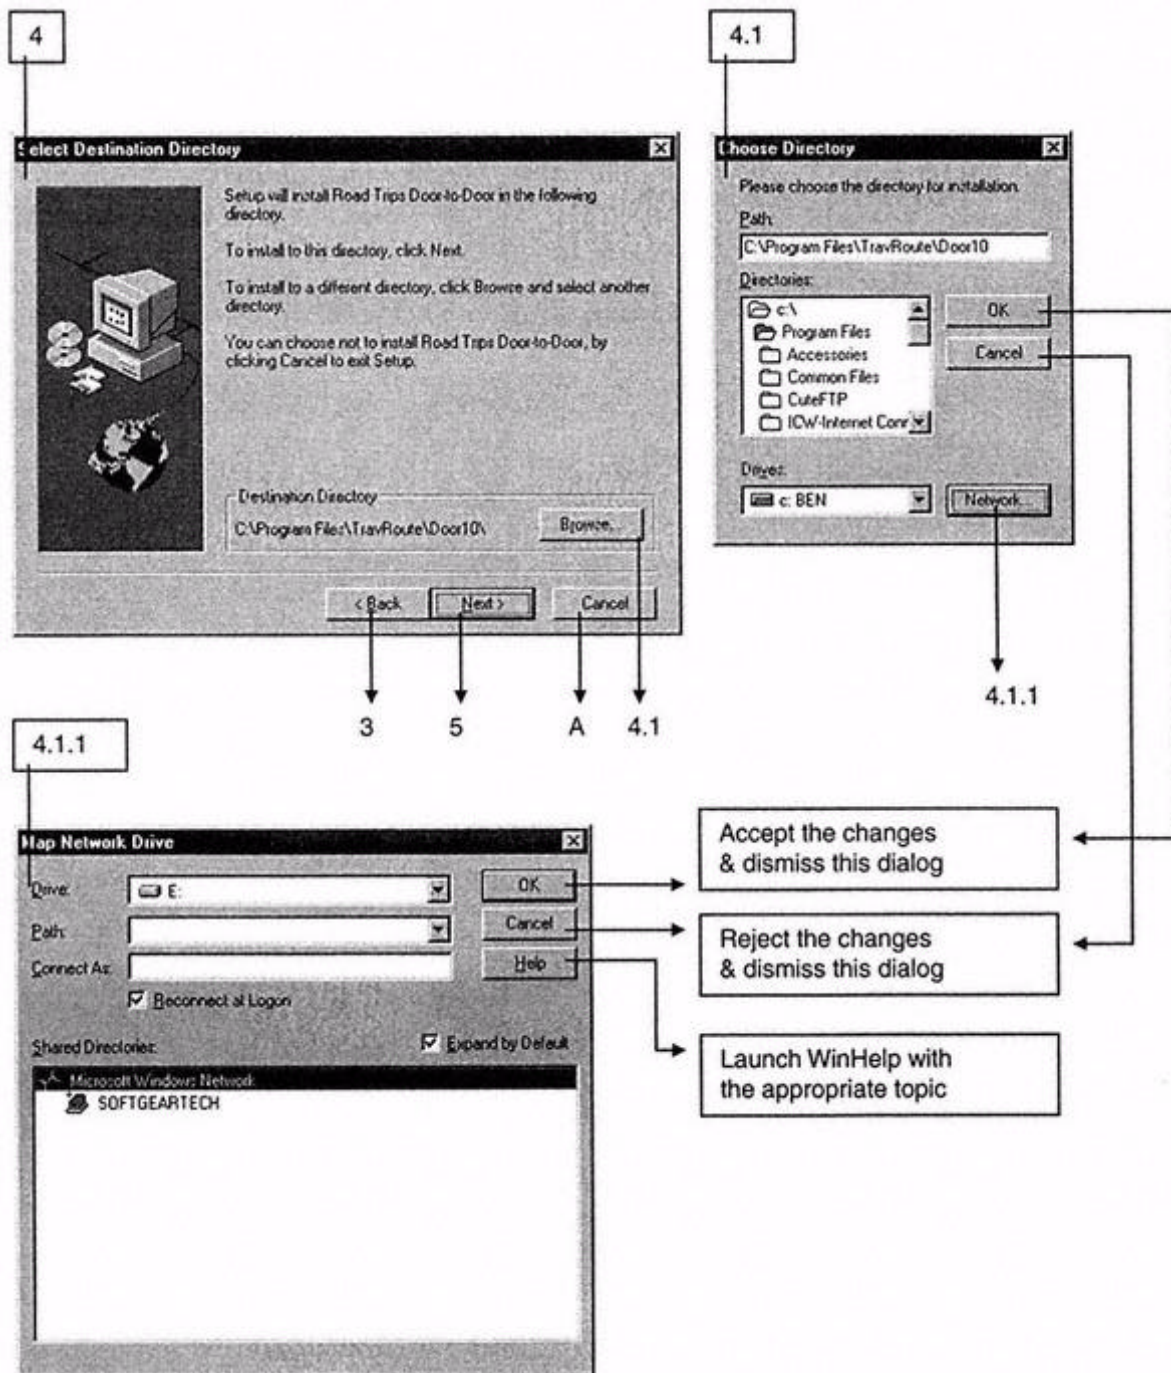 4
Select Destination Directory
Setup will install Road Trips Door-to-Door in the following
directory.
To install to this directory, click Next.
To install to a different directory, click Browse and select another
directory.
You can choose not to install Road Trips Door-to-Door, by
clicking Cancel to exit Setup.
Destination Directory
C:\Program Files\TravRoute\Door10\
Browse...
< Back
Next >
Cancel
3
5
A
4.1
4.1
Choose Directory
Please choose the directory for installation.
Path:
C:\Program Files\TravRoute\Door10
Directories:
c:\
Program Files
Accessories
Common Files
CuteFTP
ICW-Internet Conr
OK
Cancel
Drives:
c: BEN
Network...
4.1.1
4.1.1
Map Network Drive
Drive:
E:
Path:
Connect As:
Reconnect at Logon
OK
Cancel
Help
Shared Directories:
Expand by Default
Microsoft Windows Network
SOFTGEARTECH
Accept the changes
& dismiss this dialog
Reject the changes
& dismiss this dialog
Launch WinHelp with
the appropriate topic